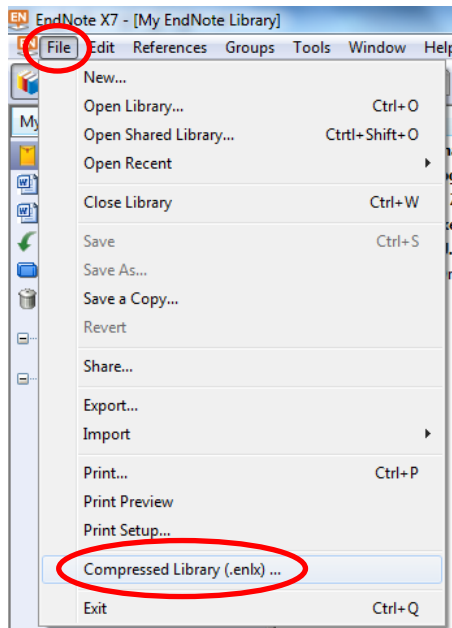 EndNote X7 - [My EndNote Library]
File Edit References Groups Tools Window Help
New...
My
Open Library... Ctrl+O
Open Shared Library... Ctrtl+Shift+O
Open Recent
Close Library Ctrl+W
Save Ctrl+S
Save As...
Save a Copy...
Revert
Share...
Export...
Import
Print... Ctrl+P
Print Preview
Print Setup...
Compressed Library (.enlx) ...
Exit Ctrl+Q